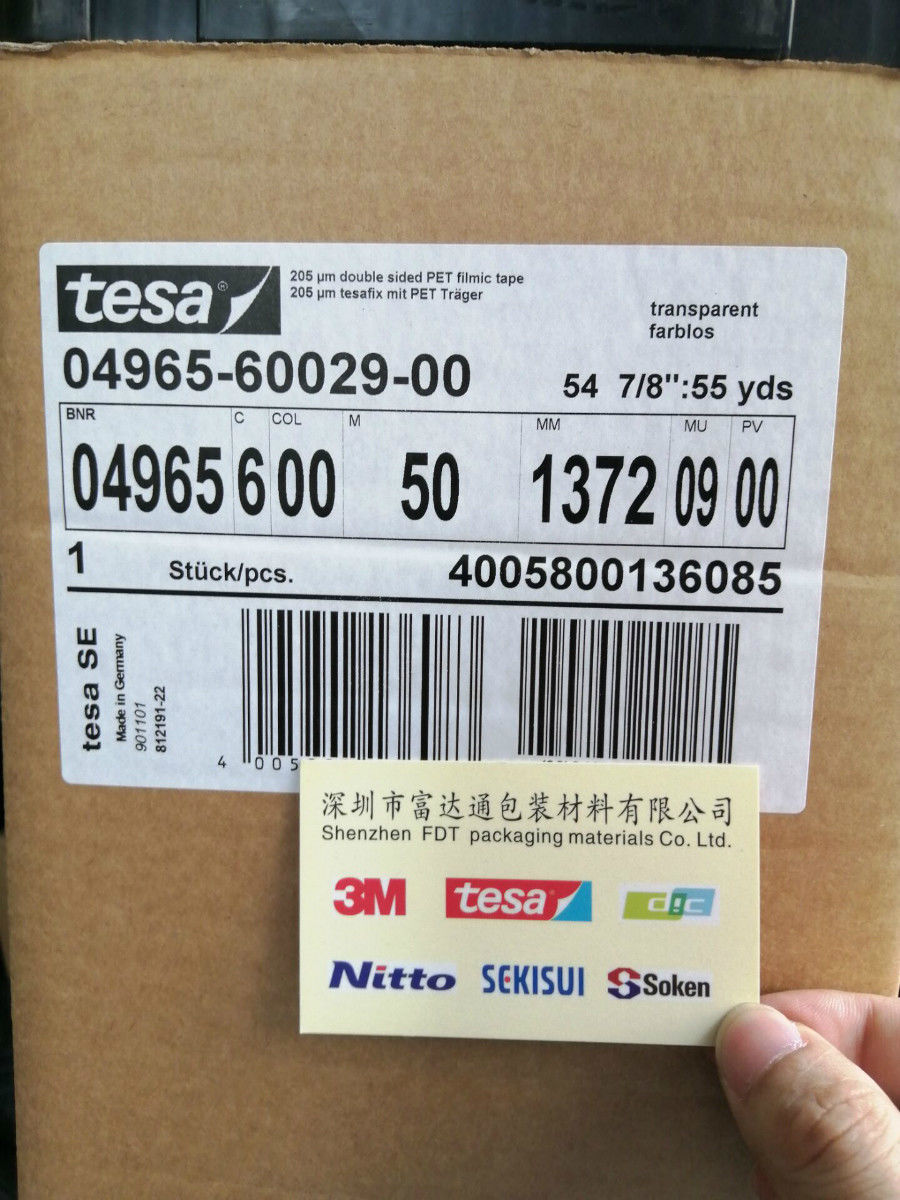 tesa®
205 µm double sided PET filmic tape
205 µm tesafix mit PET Träger
transparent
farblos
04965-60029-00
54 7/8":55 yds
BNR C COL M MM MU PV
04965 6 00 50 1372 09 00
1 Stück/pcs. 4005800136085
tesa SE
Made in Germany
901101
812191-22
4 005
深圳市富达通包装材料有限公司
Shenzhen FDT packaging materials Co. Ltd.
3M tesa dic
Nitto SEKISUI Soken